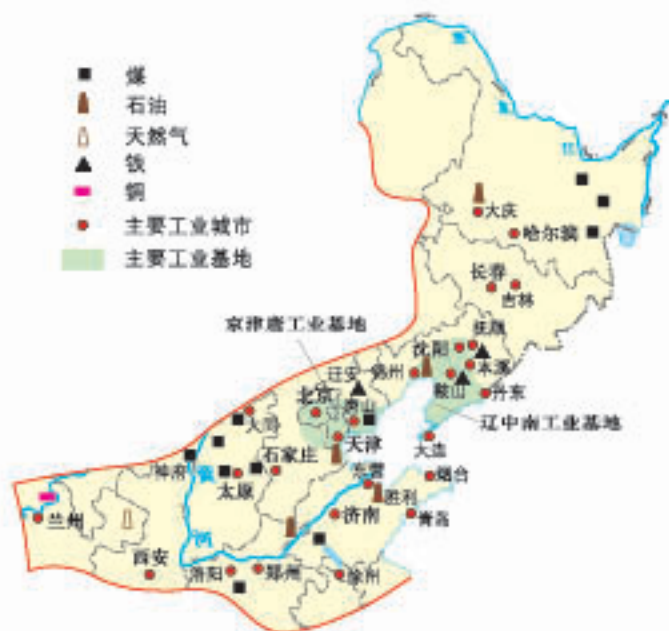 煤
石油
天然气
铁
铜
主要工业城市
主要工业基地
江
大庆
哈尔滨
长春
吉林
抚顺
沈阳
本溪
鞍山
锦州
丹东
辽中南工业基地
京津唐工业基地
迁安
北京
唐山
天津
大连
大同
神府
黄
河
太原
石家庄
东营
胜利
烟台
济南
青岛
兰州
西安
洛阳
郑州
徐州